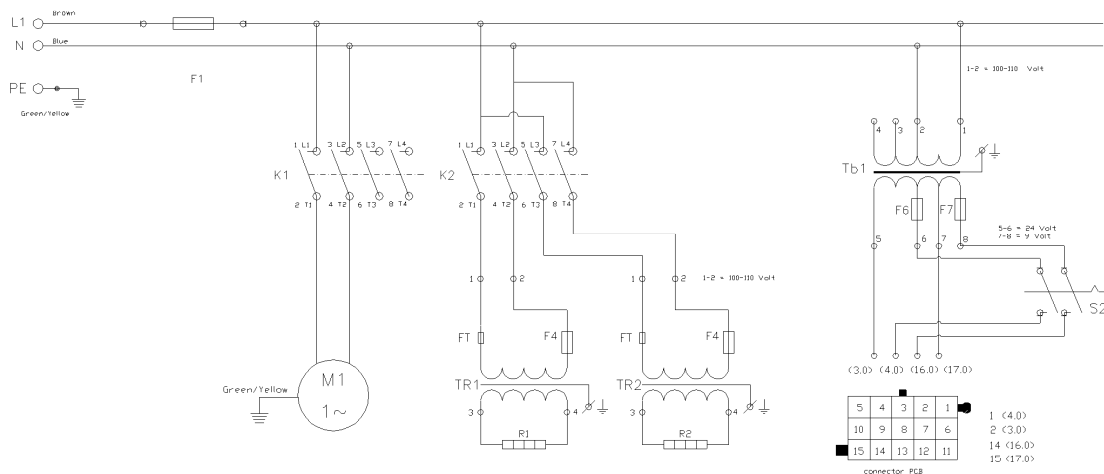 L1 Brown
N Blue
F1
PE
Green/Yellow
1-2 = 100-110 Volt
4 3 2 1
1 L1 3 L2 5 L3 7 L4
1 L1 3 L2 5 L3 7 L4
K1
K2
Tb1
2 T1 4 T2 6 T3 8 T4
2 T1 4 T2 6 T3 8 T4
F6 F7
5-6 = 24 Volt
7-8 = 9 Volt
5 6 7 8
1 2 1 2 1-2 = 100-110 Volt
S2
FT F4 FT F4
(3.0) (4.0) (16.0) (17.0)
M1
1~
Green/Yellow
TR1 TR2
3 4 3 4
R1 R2
5 4 3 2 1
10 9 8 7 6
15 14 13 12 11
1 (4.0)
2 (3.0)
14 (16.0)
15 (17.0)
connector PCB